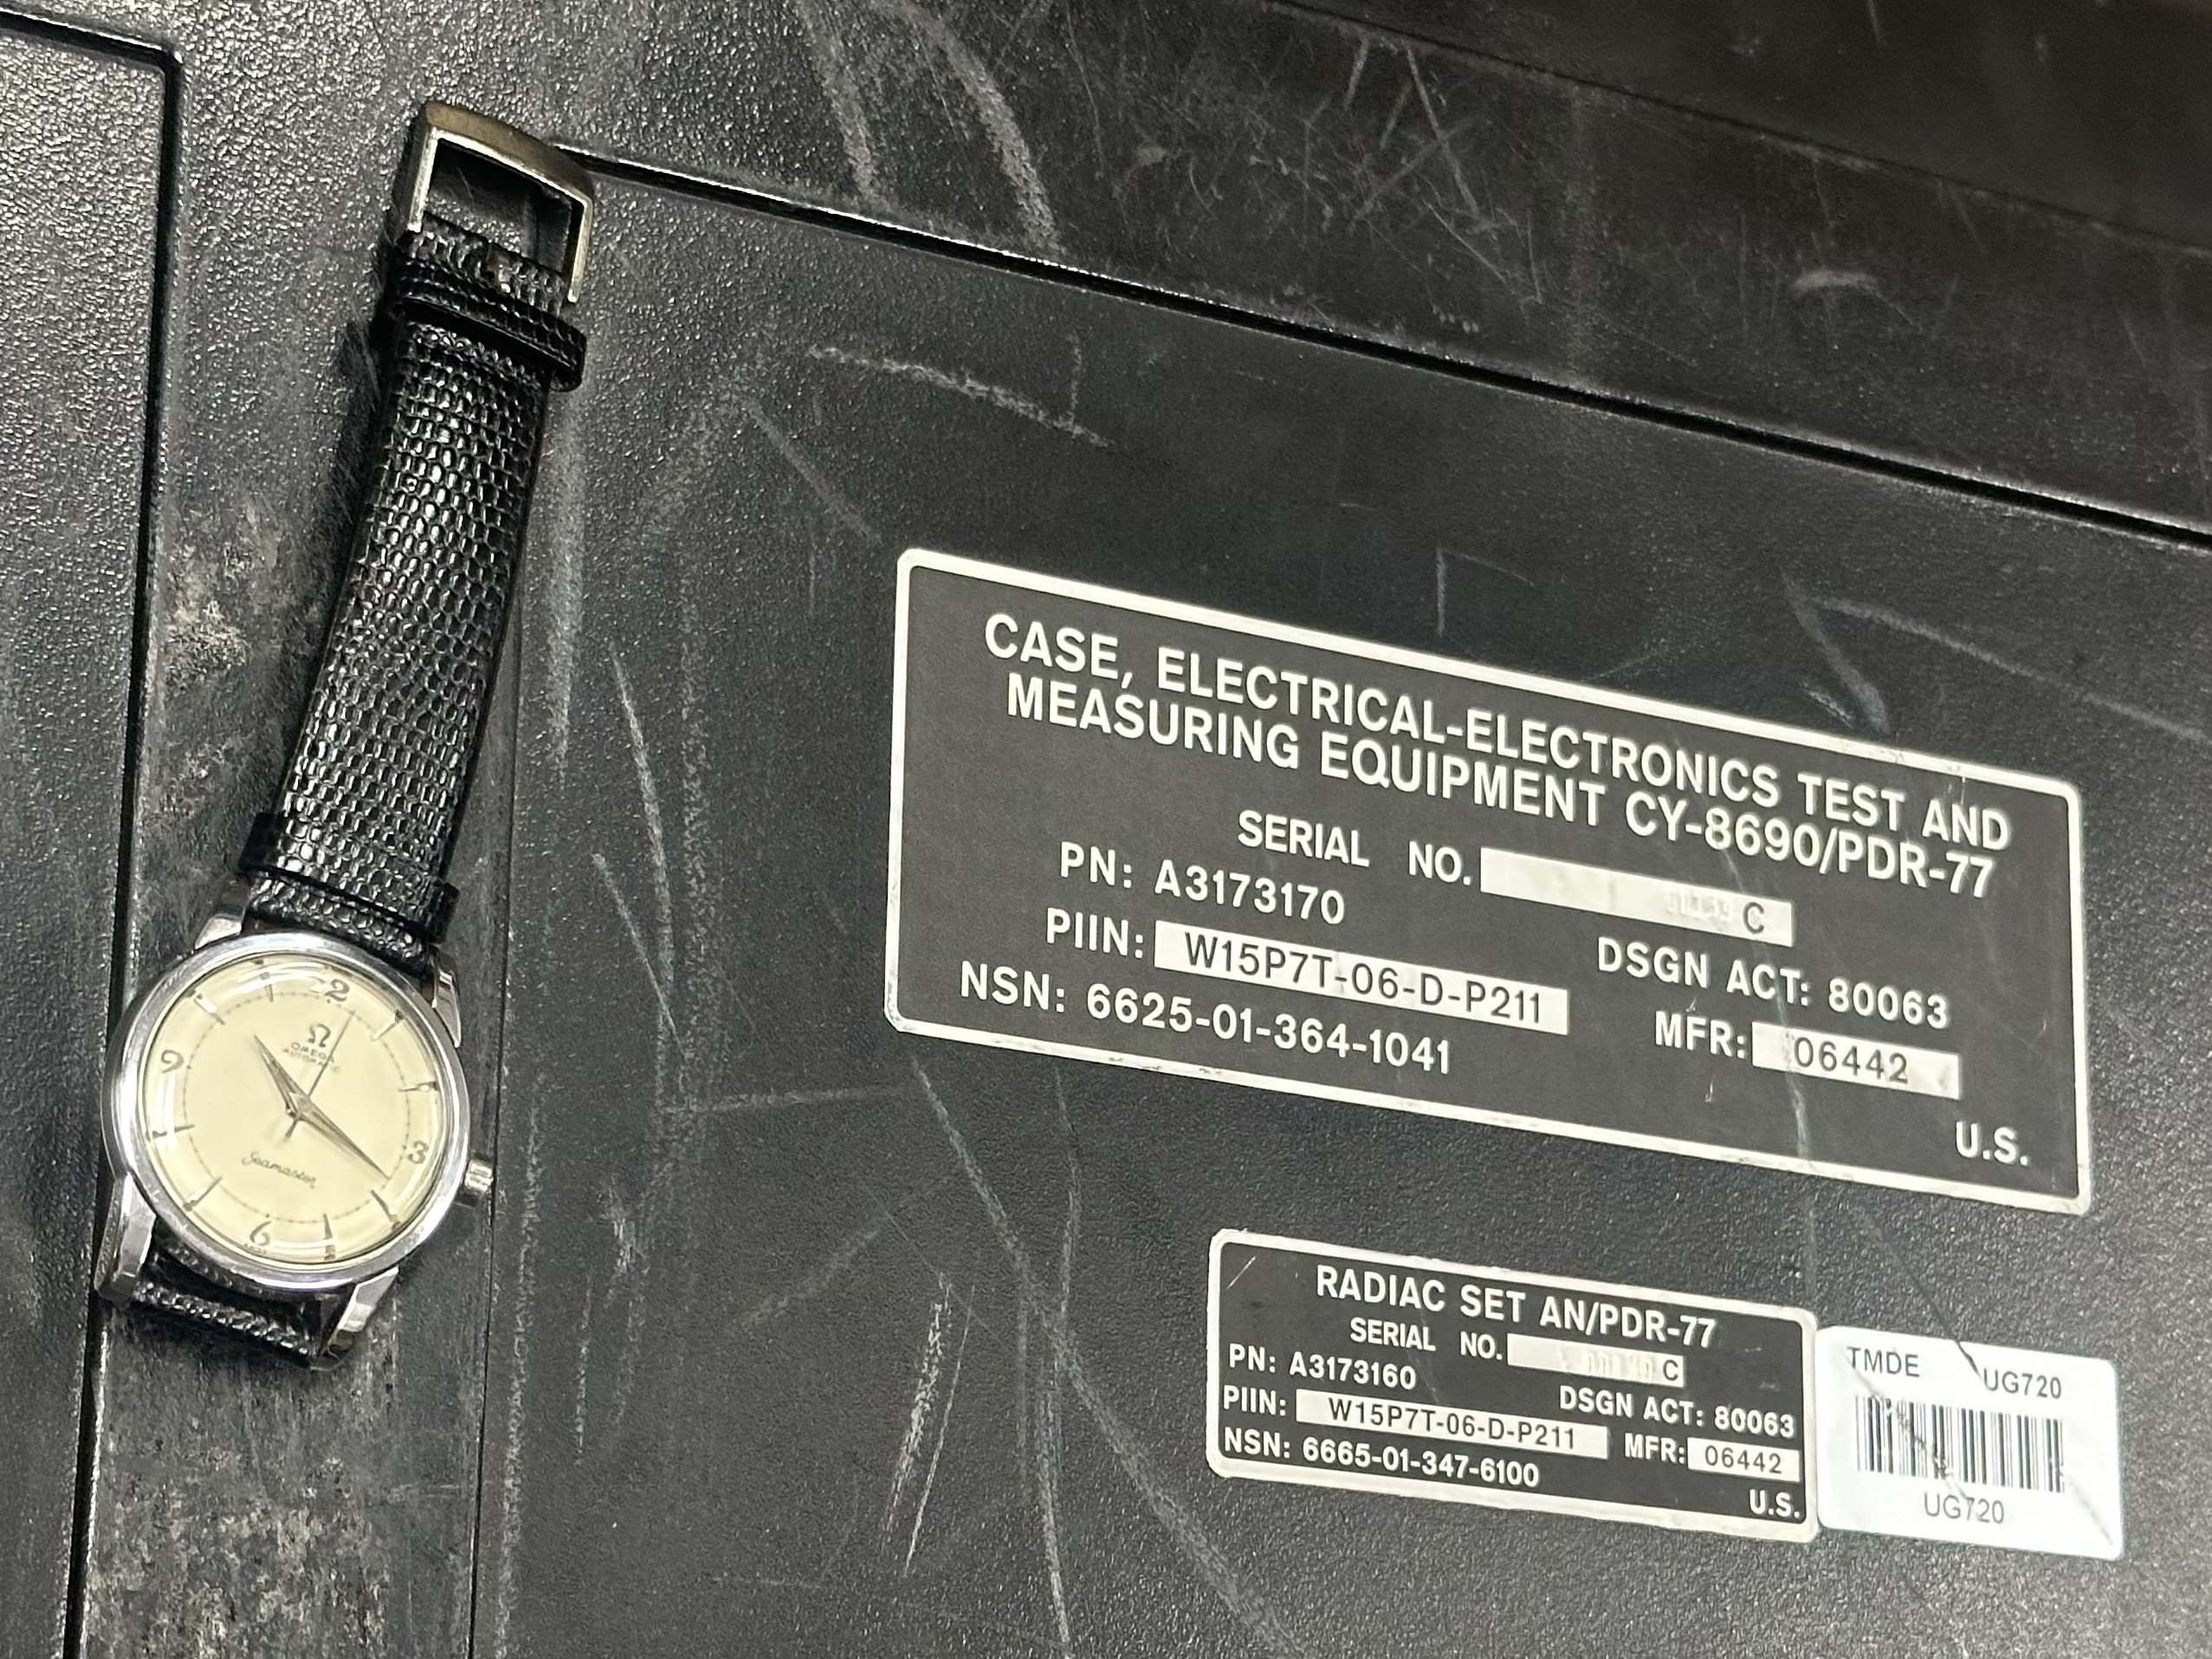 12
3
6
9
Ω
OMEGA
AUTOMATIC
Seamaster
CASE, ELECTRICAL-ELECTRONICS TEST AND
MEASURING EQUIPMENT CY-8690/PDR-77
SERIAL NO. C
PN: A3173170
DSGN ACT: 80063
PIIN: W15P7T-06-D-P211
MFR: 06442
NSN: 6625-01-364-1041
U.S.
RADIAC SET AN/PDR-77
SERIAL NO. C
PN: A3173160
DSGN ACT: 80063
PIIN: W15P7T-06-D-P211 MFR: 06442
NSN: 6665-01-347-6100
U.S.
TMDE UG720
UG720